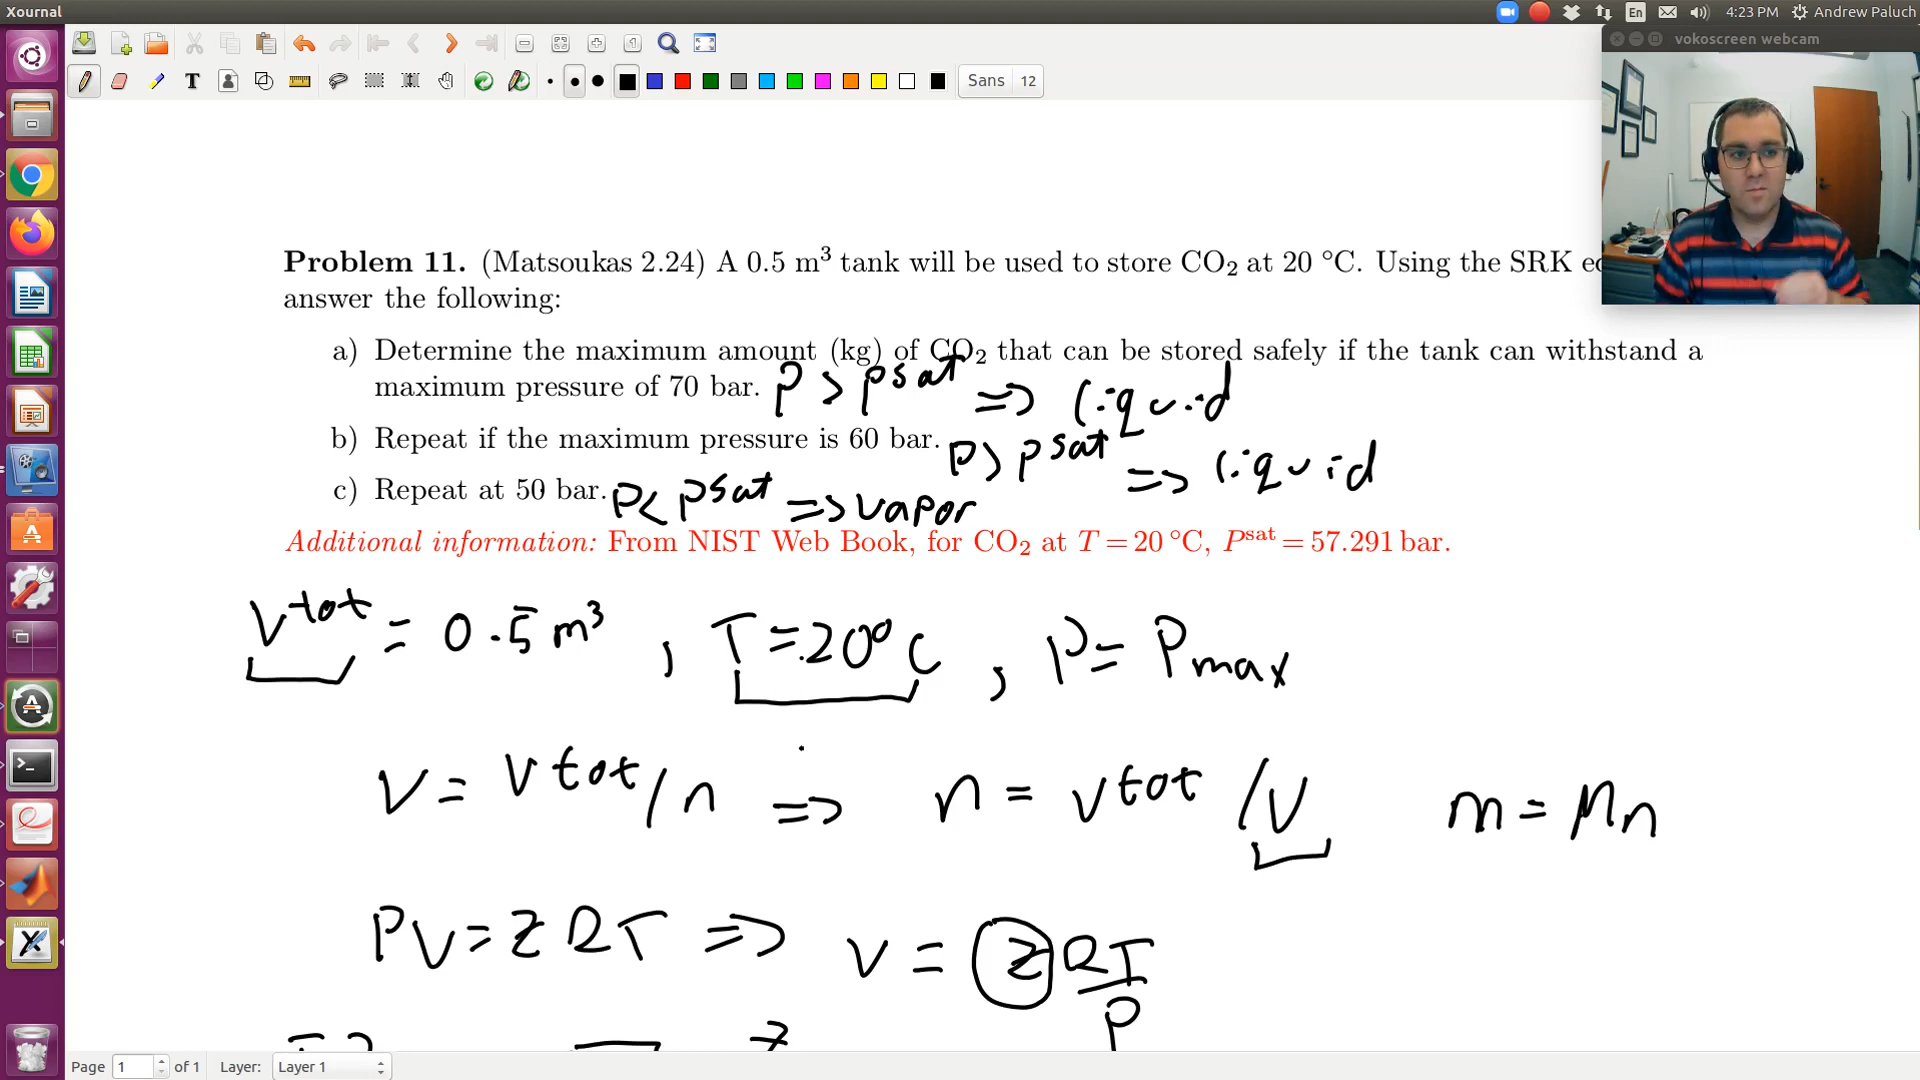 Xournal
En
4:23 PM
Andrew Paluch
vokoscreen webcam
Sans 12
Problem 11. (Matsoukas 2.24) A 0.5 m³ tank will be used to store CO₂ at 20 °C. Using the SRK
answer the following:
a) Determine the maximum amount (kg) of CO₂ that can be stored safely if the tank can withstand a
maximum pressure of 70 bar. P > Psat => liquid
b) Repeat if the maximum pressure is 60 bar. P > Psat => liquid
c) Repeat at 50 bar. P < Psat => vapor
Additional information: From NIST Web Book, for CO₂ at T = 20 °C, Psat = 57.291 bar.
Vtot = 0.5 m³ , T = 20°C , P = Pmax
V = Vtot/n => n = Vtot/V m = Mn
PV = ZRT => V = ZRT/P
Page 1 of 1 Layer: Layer 1